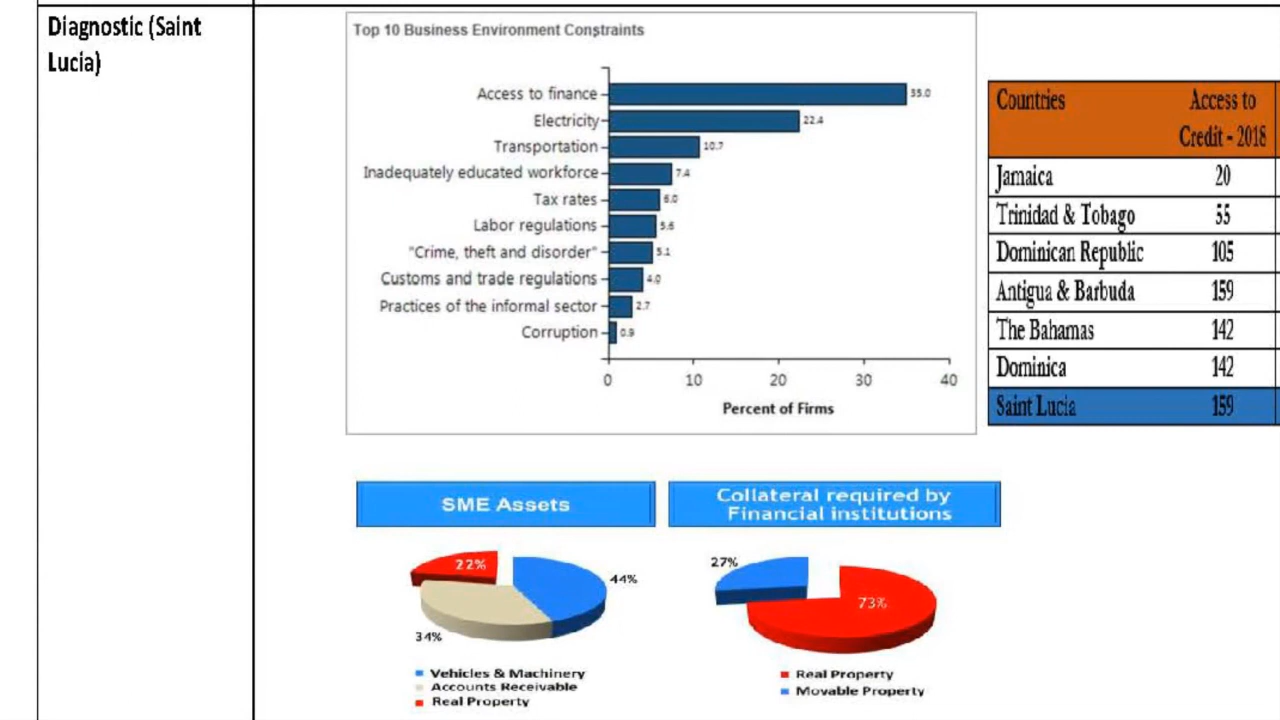 Diagnostic (Saint
Lucia)
Top 10 Business Environment Constraints
Access to finance 35.0
Electricity 22.4
Transportation 10.7
Inadequately educated workforce 7.4
Tax rates 6.0
Labor regulations 5.6
"Crime, theft and disorder" 5.1
Customs and trade regulations 4.0
Practices of the informal sector 2.7
Corruption 0.9
0 10 20 30 40
Percent of Firms
Countries Access to
Credit - 2018
Jamaica 20
Trinidad & Tobago 55
Dominican Republic 105
Antigua & Barbuda 159
The Bahamas 142
Dominica 142
Saint Lucia 159
SME Assets
22%
44%
34%
Vehicles & Machinery
Accounts Receivable
Real Property
Collateral required by
Financial institutions
27%
73%
Real Property
Movable Property